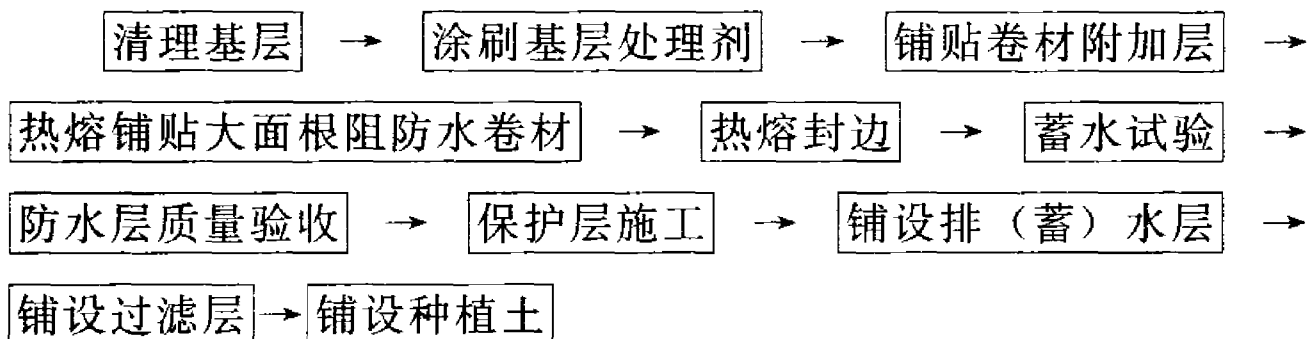 清理基层 → 涂刷基层处理剂 → 铺贴卷材附加层 →
热熔铺贴大面根阻防水卷材 → 热熔封边 → 蓄水试验 →
防水层质量验收 → 保护层施工 → 铺设排（蓄）水层 →
铺设过滤层 → 铺设种植土